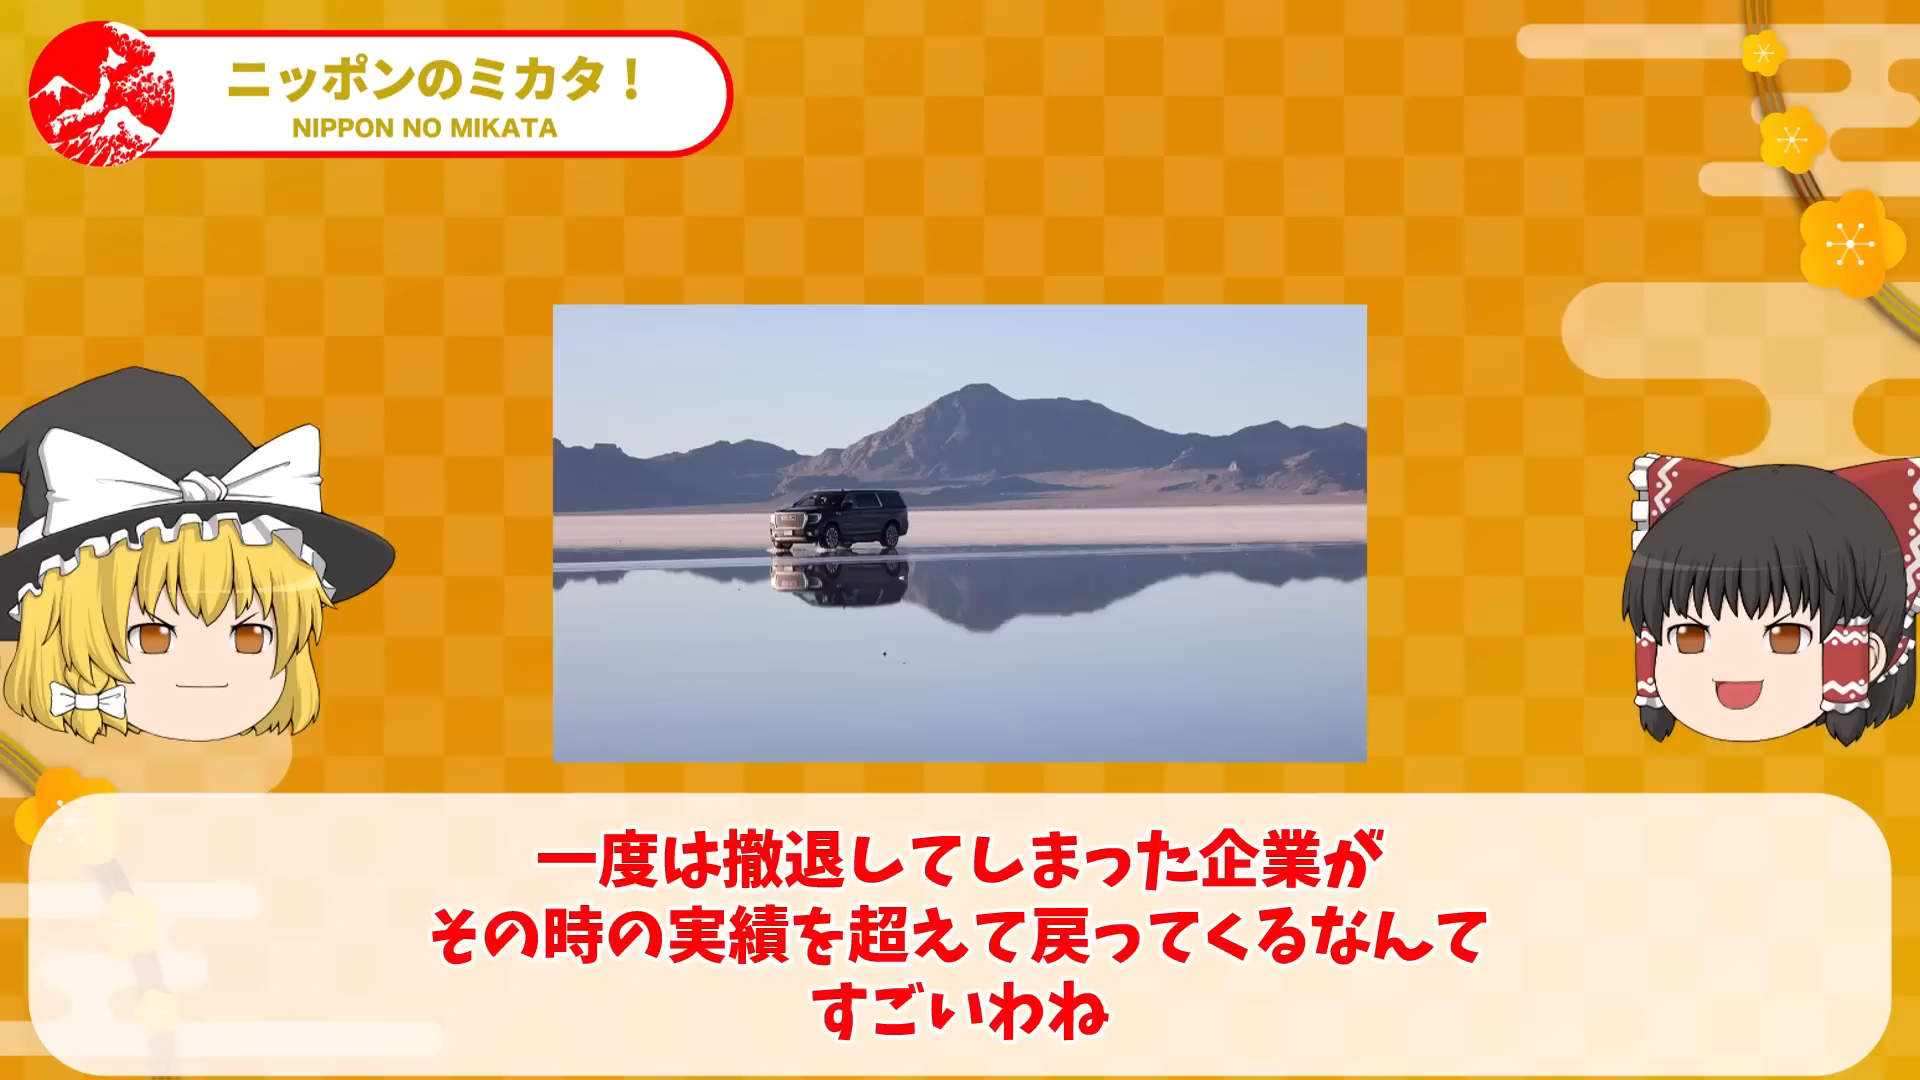 ニッポンのミカタ！
NIPPON NO MIKATA
一度は撤退してしまった企業が
その時の実績を超えて戻ってくるなんて
すごいわね